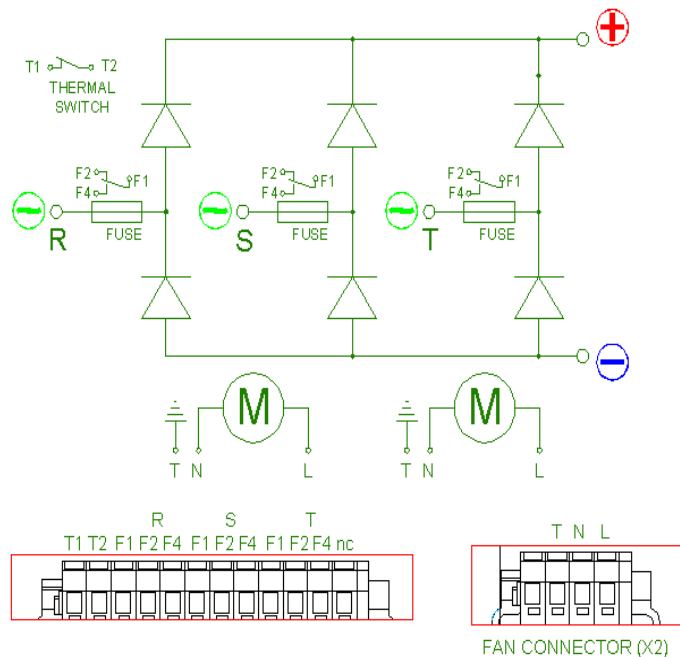 +
T1 T2
THERMAL
SWITCH
F2 F1 F2 F1 F2 F1
F4 F4 F4
R FUSE S FUSE T FUSE
−
M M
T N L T N L
R S T
T1 T2 F1 F2 F4 F1 F2 F4 F1 F2 F4 nc
T N L
FAN CONNECTOR (X2)